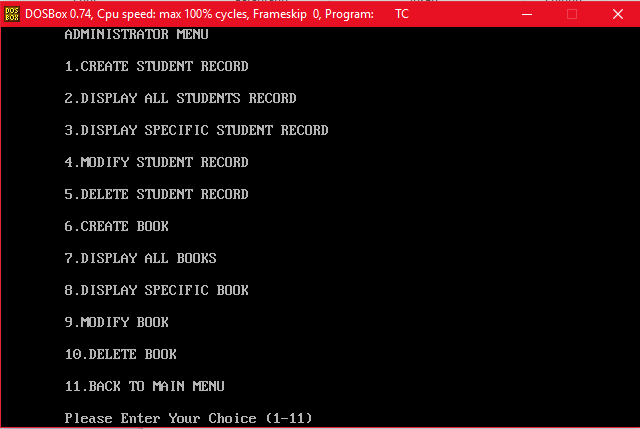 DOS BOX
DOSBox 0.74, Cpu speed: max 100% cycles, Frameskip 0, Program: TC
ADMINISTRATOR MENU
1.CREATE STUDENT RECORD
2.DISPLAY ALL STUDENTS RECORD
3.DISPLAY SPECIFIC STUDENT RECORD
4.MODIFY STUDENT RECORD
5.DELETE STUDENT RECORD
6.CREATE BOOK
7.DISPLAY ALL BOOKS
8.DISPLAY SPECIFIC BOOK
9.MODIFY BOOK
10.DELETE BOOK
11.BACK TO MAIN MENU
Please Enter Your Choice (1-11)